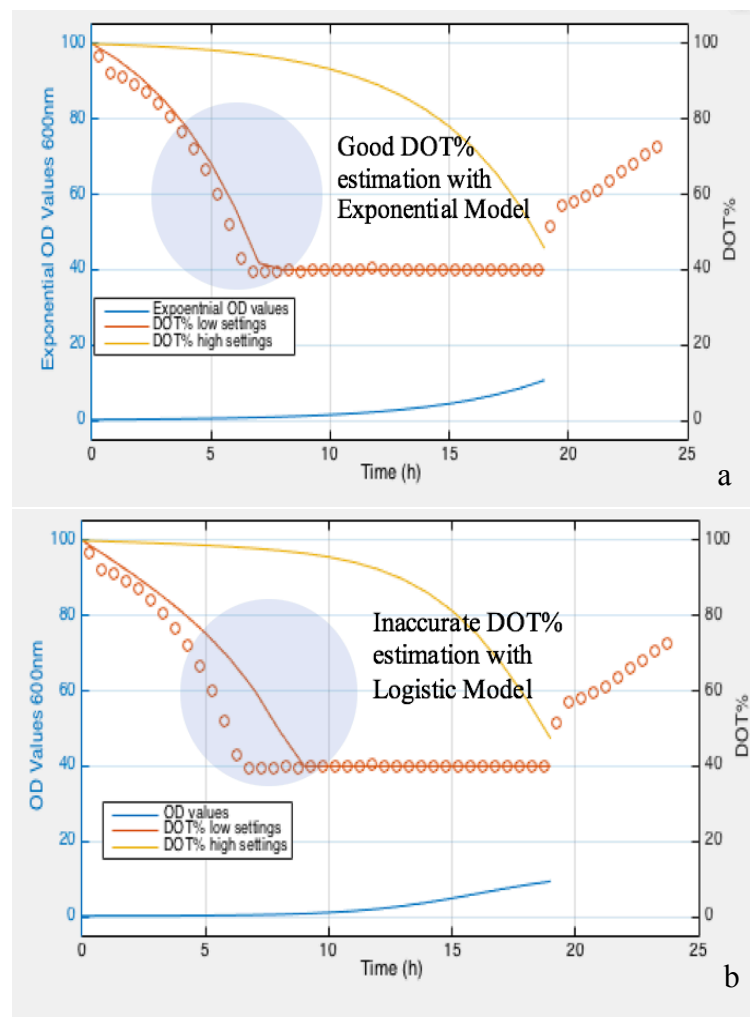 100
80
60
40
20
0
Exponential OD Values 600nm
Good DOT%
estimation with
Exponential Model
Expoentnial OD values
DOT% low settings
DOT% high settings
100
80
60
40
20
0
DOT%
0
5
10
15
20
25
Time (h)
a
100
80
60
40
20
0
OD Values 600nm
Inaccurate DOT%
estimation with
Logistic Model
OD values
DOT% low settings
DOT% high settings
100
80
60
40
20
0
DOT%
0
5
10
15
20
25
Time (h)
b